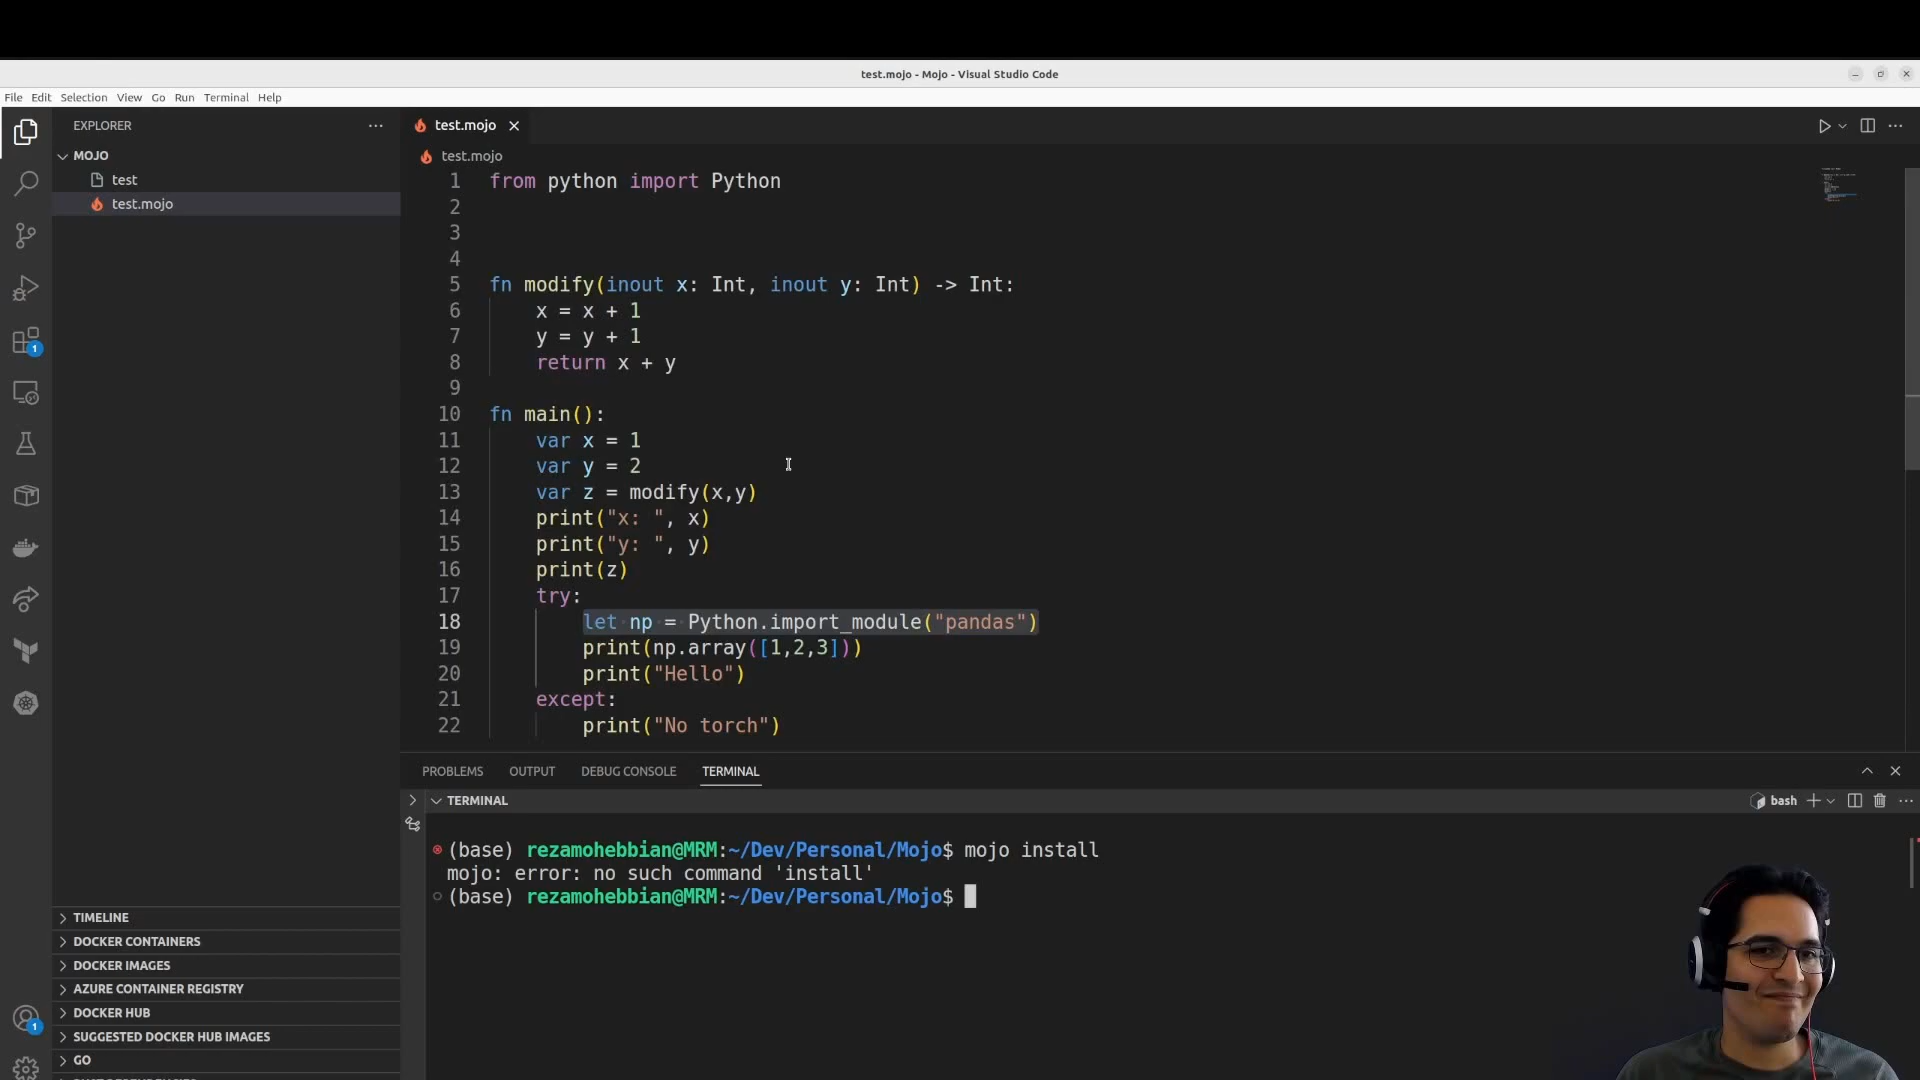 test.mojo - Mojo - Visual Studio Code
File Edit Selection View Go Run Terminal Help
EXPLORER
MOJO
test
test.mojo
1
TIMELINE
DOCKER CONTAINERS
DOCKER IMAGES
AZURE CONTAINER REGISTRY
DOCKER HUB
SUGGESTED DOCKER HUB IMAGES
GO
1
test.mojo
test.mojo
1 from python import Python
2
3
4
5 fn modify(inout x: Int, inout y: Int) -> Int:
6 x = x + 1
7 y = y + 1
8 return x + y
9
10 fn main():
11 var x = 1
12 var y = 2
13 var z = modify(x,y)
14 print("x: ", x)
15 print("y: ", y)
16 print(z)
17 try:
18 let np = Python.import_module("pandas")
19 print(np.array([1,2,3]))
20 print("Hello")
21 except:
22 print("No torch")
PROBLEMS OUTPUT DEBUG CONSOLE TERMINAL
TERMINAL
bash
(base) rezamohebbian@MRM:~/Dev/Personal/Mojo$ mojo install
mojo: error: no such command 'install'
(base) rezamohebbian@MRM:~/Dev/Personal/Mojo$